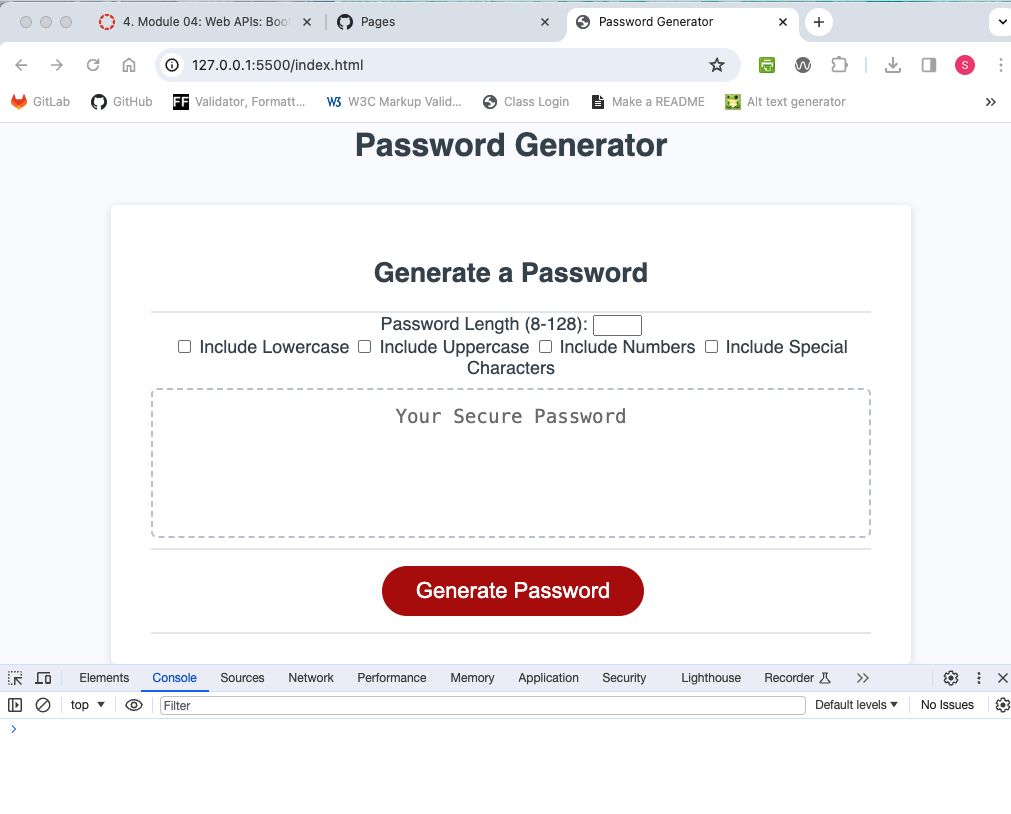 4. Module 04: Web APIs: Boo
Pages
Password Generator
127.0.0.1:5500/index.html
S
GitLab
GitHub
FF Validator, Formatt...
W3 W3C Markup Valid...
Class Login
Make a README
Alt text generator
Password Generator
Generate a Password
Password Length (8-128):
Include Lowercase Include Uppercase Include Numbers Include Special
Characters
Your Secure Password
Generate Password
Elements Console Sources Network Performance Memory Application Security Lighthouse Recorder
top Filter Default levels No Issues